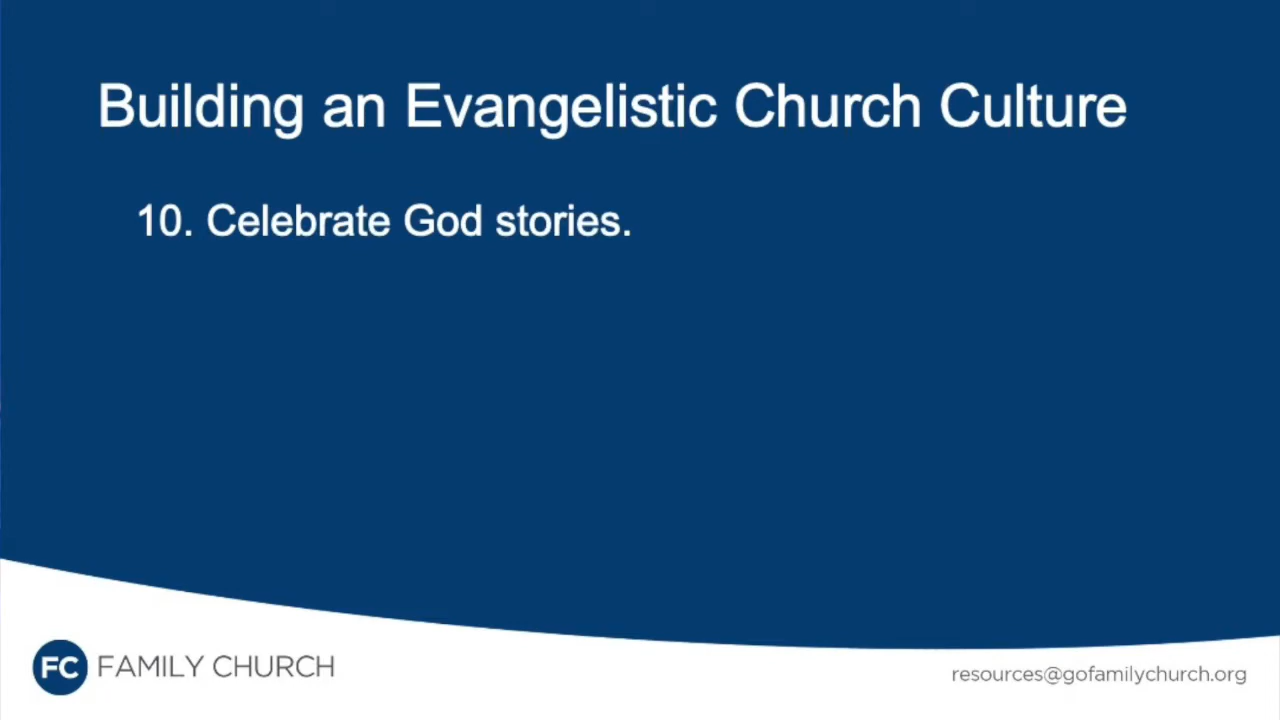 Building an Evangelistic Church Culture
10. Celebrate God stories.
FC FAMILY CHURCH
resources@gofamilychurch.org